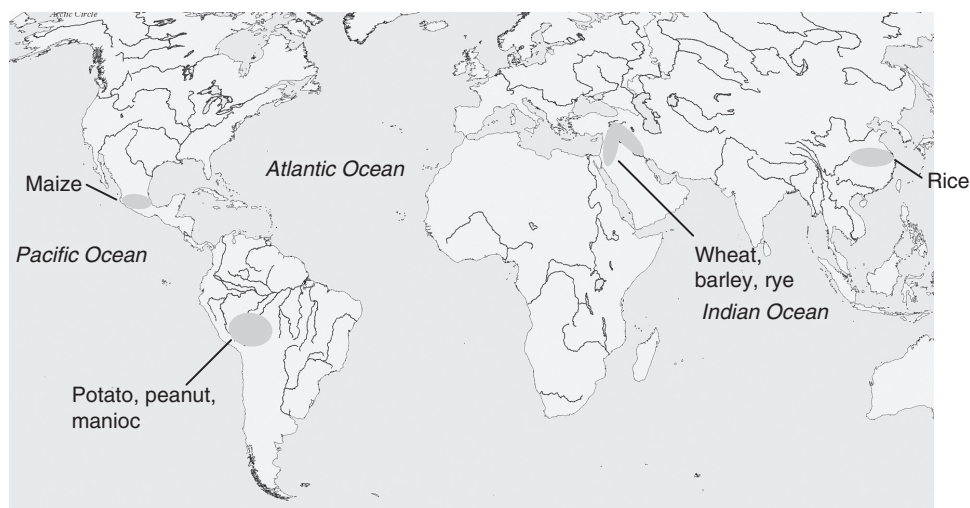 Arctic Circle
Atlantic Ocean
Maize
Rice
Pacific Ocean
Wheat,
barley, rye
Indian Ocean
Potato, peanut,
manioc